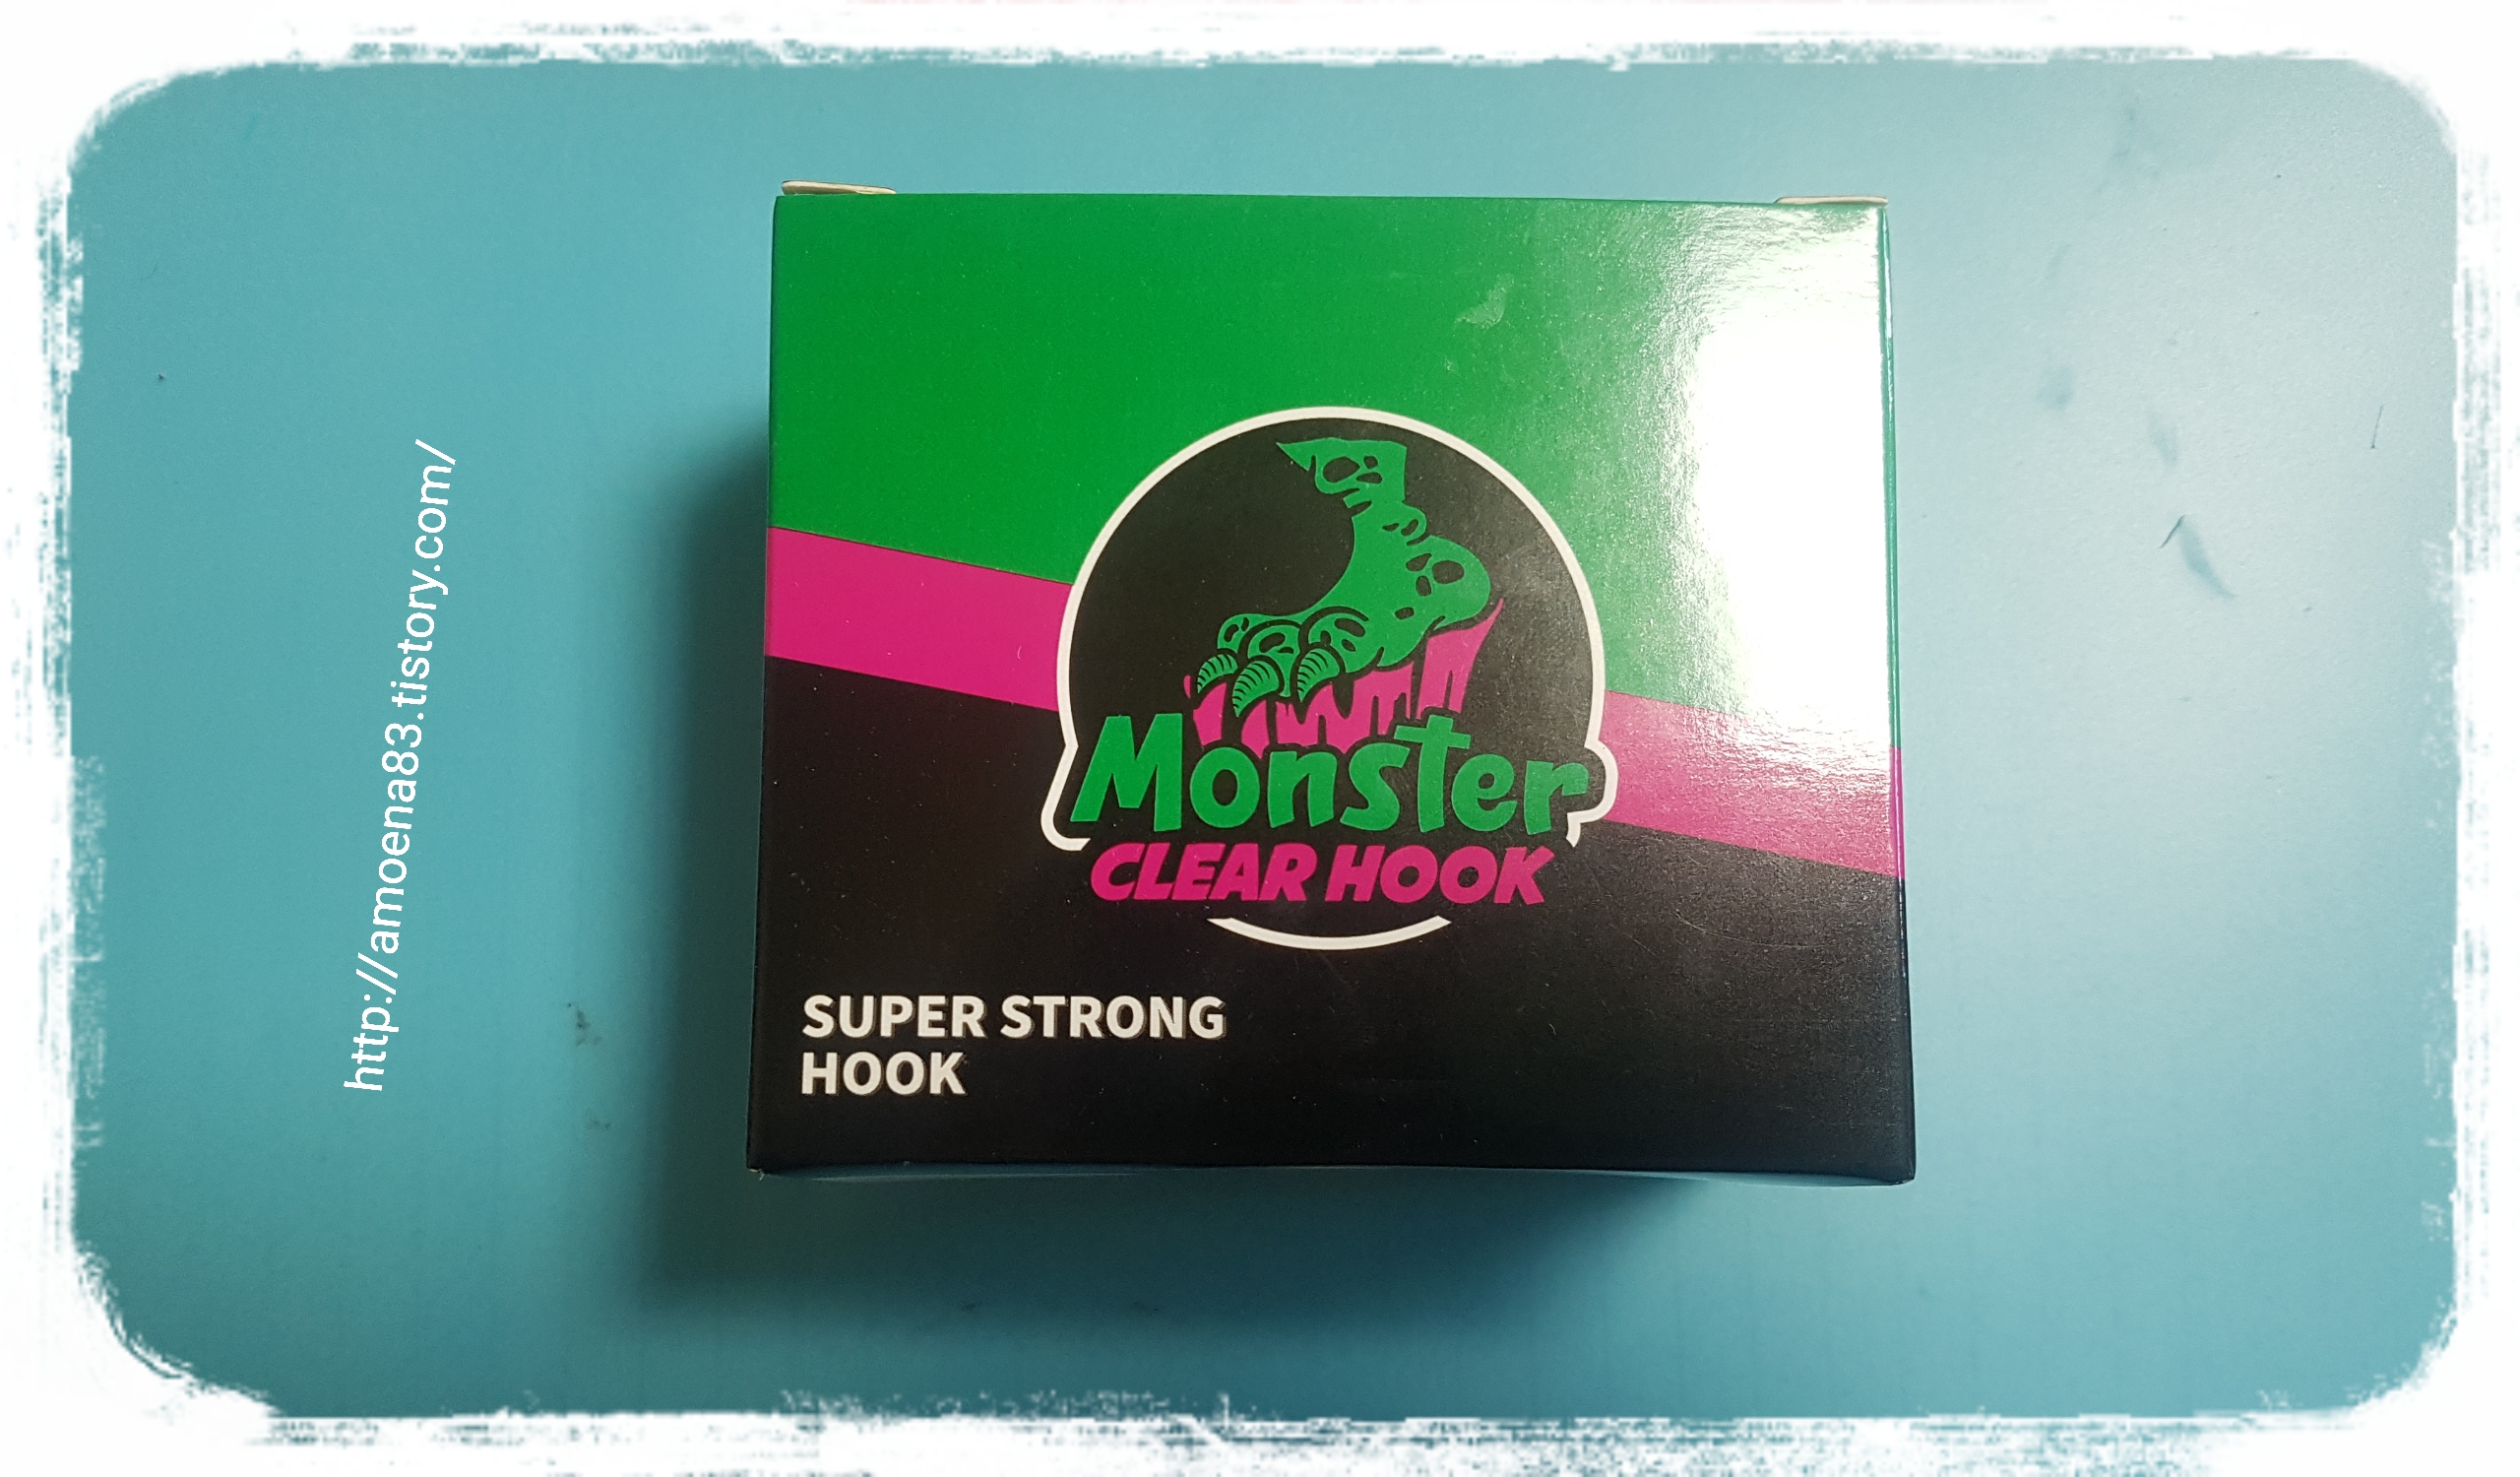 http://amoena83.tistory.com/
Monster
CLEAR HOOK
SUPER STRONG
HOOK